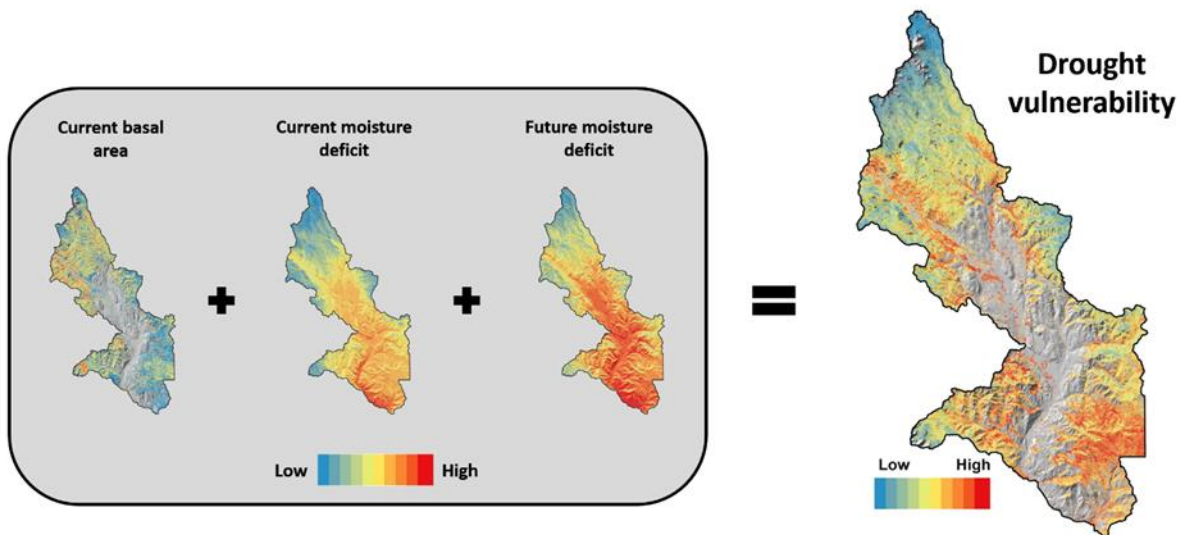 Drought
vulnerability
Current basal
area
Current moisture
deficit
Future moisture
deficit
Low High
Low High